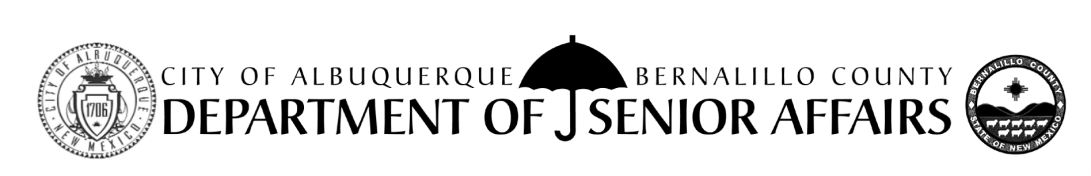 CITY OF ALBUQUERQUE
NEW MEXICO
1706
CITY OF ALBUQUERQUE BERNALILLO COUNTY
DEPARTMENT OF SENIOR AFFAIRS
BERNALILLO COUNTY
STATE OF NEW MEXICO